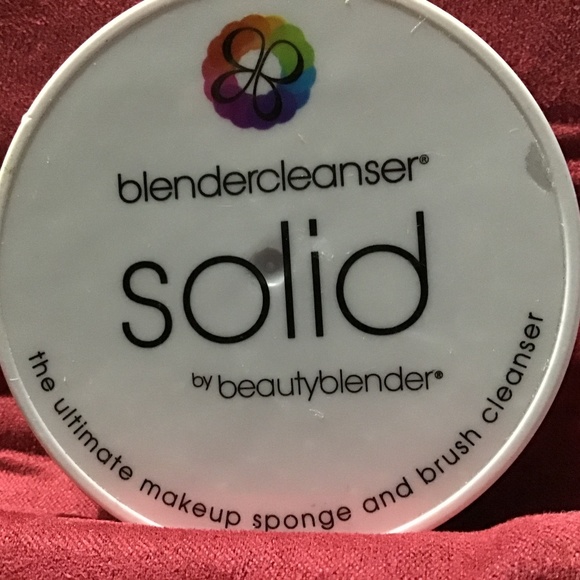 blendercleanser®
solid
by beautyblender®
the ultimate makeup sponge and brush cleanser